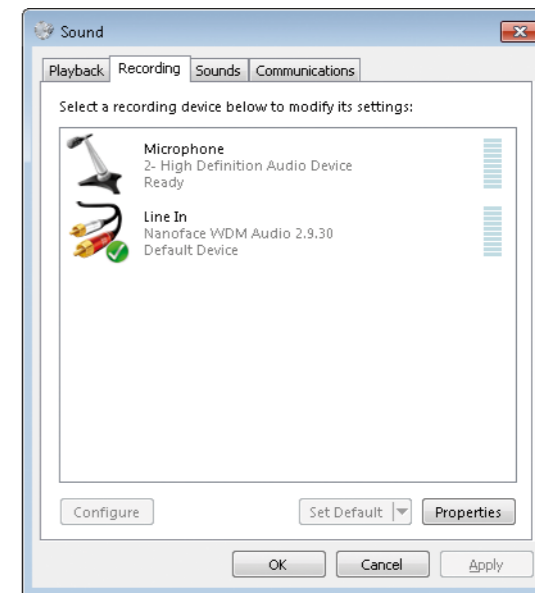 Sound
Playback Recording Sounds Communications
Select a recording device below to modify its settings:
Microphone
2- High Definition Audio Device
Ready
Line In
Nanoface WDM Audio 2.9.30
Default Device
Configure Set Default Properties
OK Cancel Apply